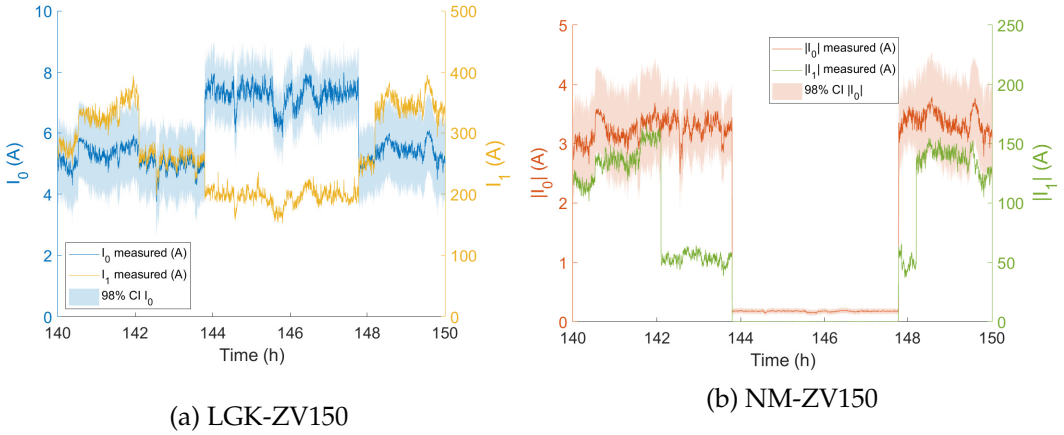 10
8
6
4
2
0
I0 (A)
500
400
300
200
100
0
I1 (A)
I0 measured (A)
I1 measured (A)
98% CI I0
140 142 144 146 148 150
Time (h)
(a) LGK-ZV150
5
4
3
2
1
0
|I0| (A)
250
200
150
100
50
0
|I1| (A)
|I0| measured (A)
|I1| measured (A)
98% CI |I0|
140 142 144 146 148 150
Time (h)
(b) NM-ZV150